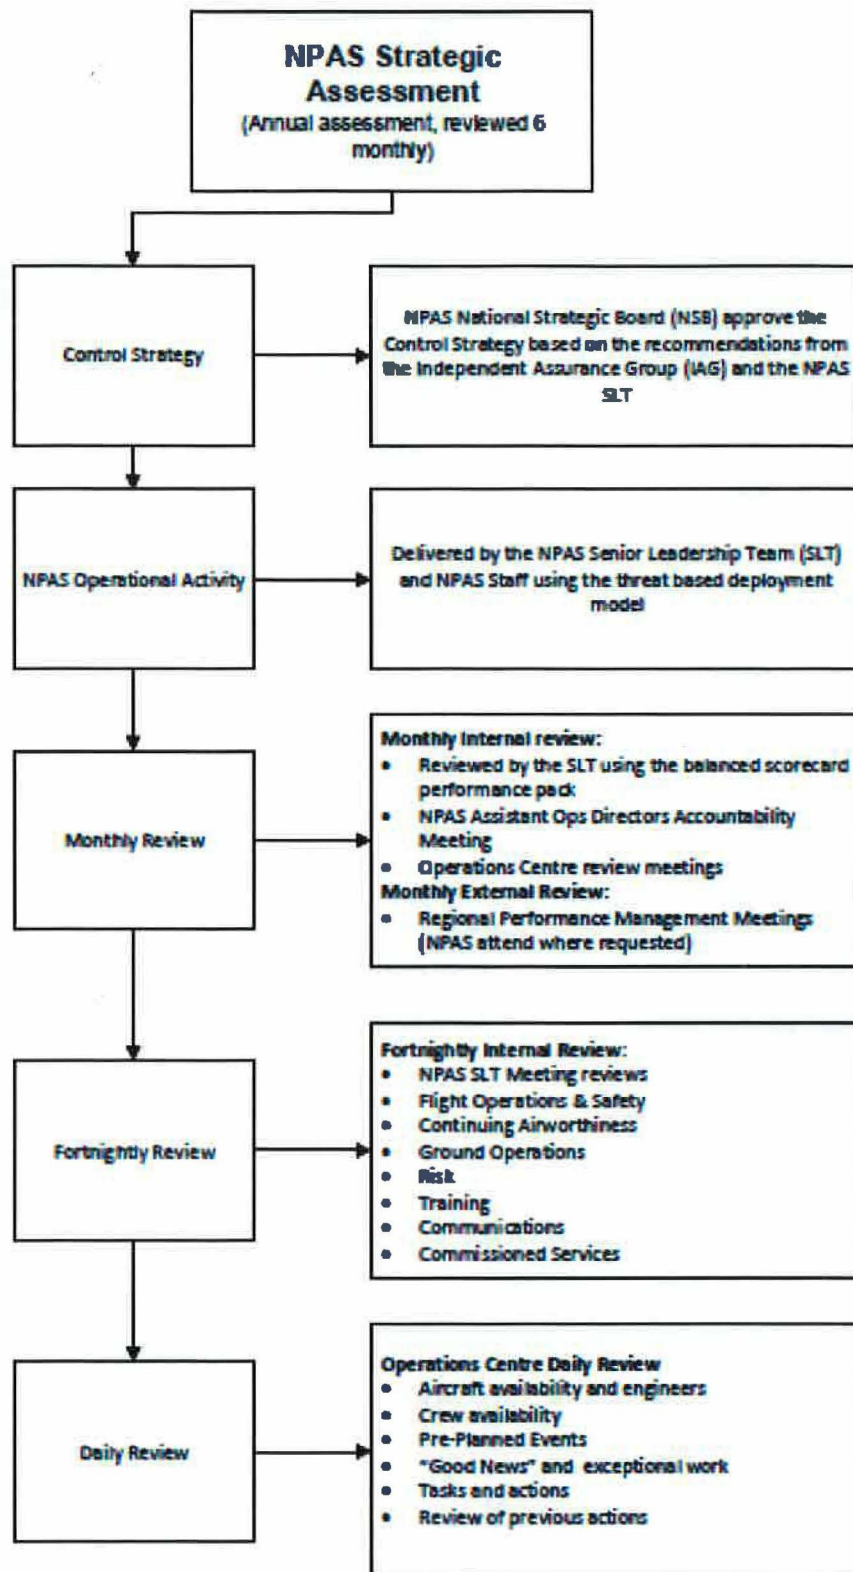 NPAS Strategic
Assessment
(Annual assessment, reviewed 6
monthly)
Control Strategy
NPAS National Strategic Board (NSB) approve the
Control Strategy based on the recommendations from
the Independent Assurance Group (IAG) and the NPAS
SLT
NPAS Operational Activity
Delivered by the NPAS Senior Leadership Team (SLT)
and NPAS Staff using the threat based deployment
model
Monthly Review
Monthly Internal review:
• Reviewed by the SLT using the balanced scorecard
performance pack
• NPAS Assistant Ops Directors Accountability
Meeting
• Operations Centre review meetings
Monthly External Review:
• Regional Performance Management Meetings
(NPAS attend where requested)
Fortnightly Review
Fortnightly Internal Review:
• NPAS SLT Meeting reviews
• Flight Operations & Safety
• Continuing Airworthiness
• Ground Operations
• Risk
• Training
• Communications
• Commissioned Services
Daily Review
Operations Centre Daily Review
• Aircraft availability and engineers
• Crew availability
• Pre-Planned Events
• "Good News" and exceptional work
• Tasks and actions
• Review of previous actions